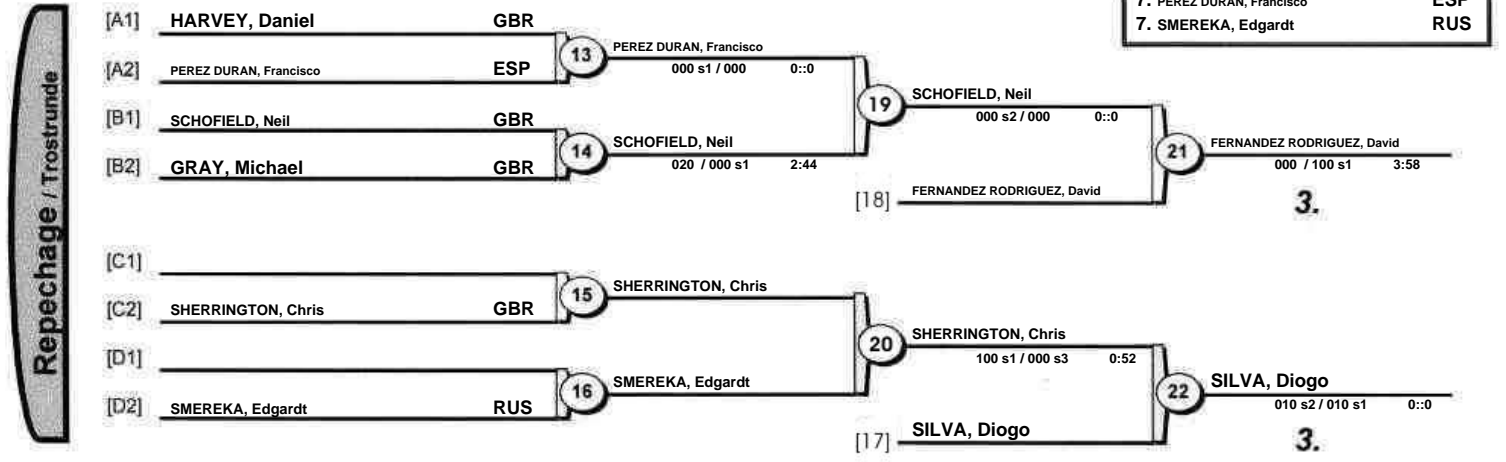 7. PEREZ DURAN, Francisco ESP
7. SMEREKA, Edgardt RUS
Repechage / Trostrunde
[A1] HARVEY, Daniel GBR
13
PEREZ DURAN, Francisco
000 s1 / 000 0::0
[A2] PEREZ DURAN, Francisco ESP
19
SCHOFIELD, Neil
000 s2 / 000 0::0
[B1] SCHOFIELD, Neil GBR
14
SCHOFIELD, Neil
020 / 000 s1 2:44
[B2] GRAY, Michael GBR
21
FERNANDEZ RODRIGUEZ, David
000 / 100 s1 3:58
[18] FERNANDEZ RODRIGUEZ, David
3.
[C1]
15
SHERRINGTON, Chris
[C2] SHERRINGTON, Chris GBR
20
SHERRINGTON, Chris
100 s1 / 000 s3 0:52
[D1]
16
SMEREKA, Edgardt
[D2] SMEREKA, Edgardt RUS
22
SILVA, Diogo
010 s2 / 010 s1 0::0
[17] SILVA, Diogo
3.